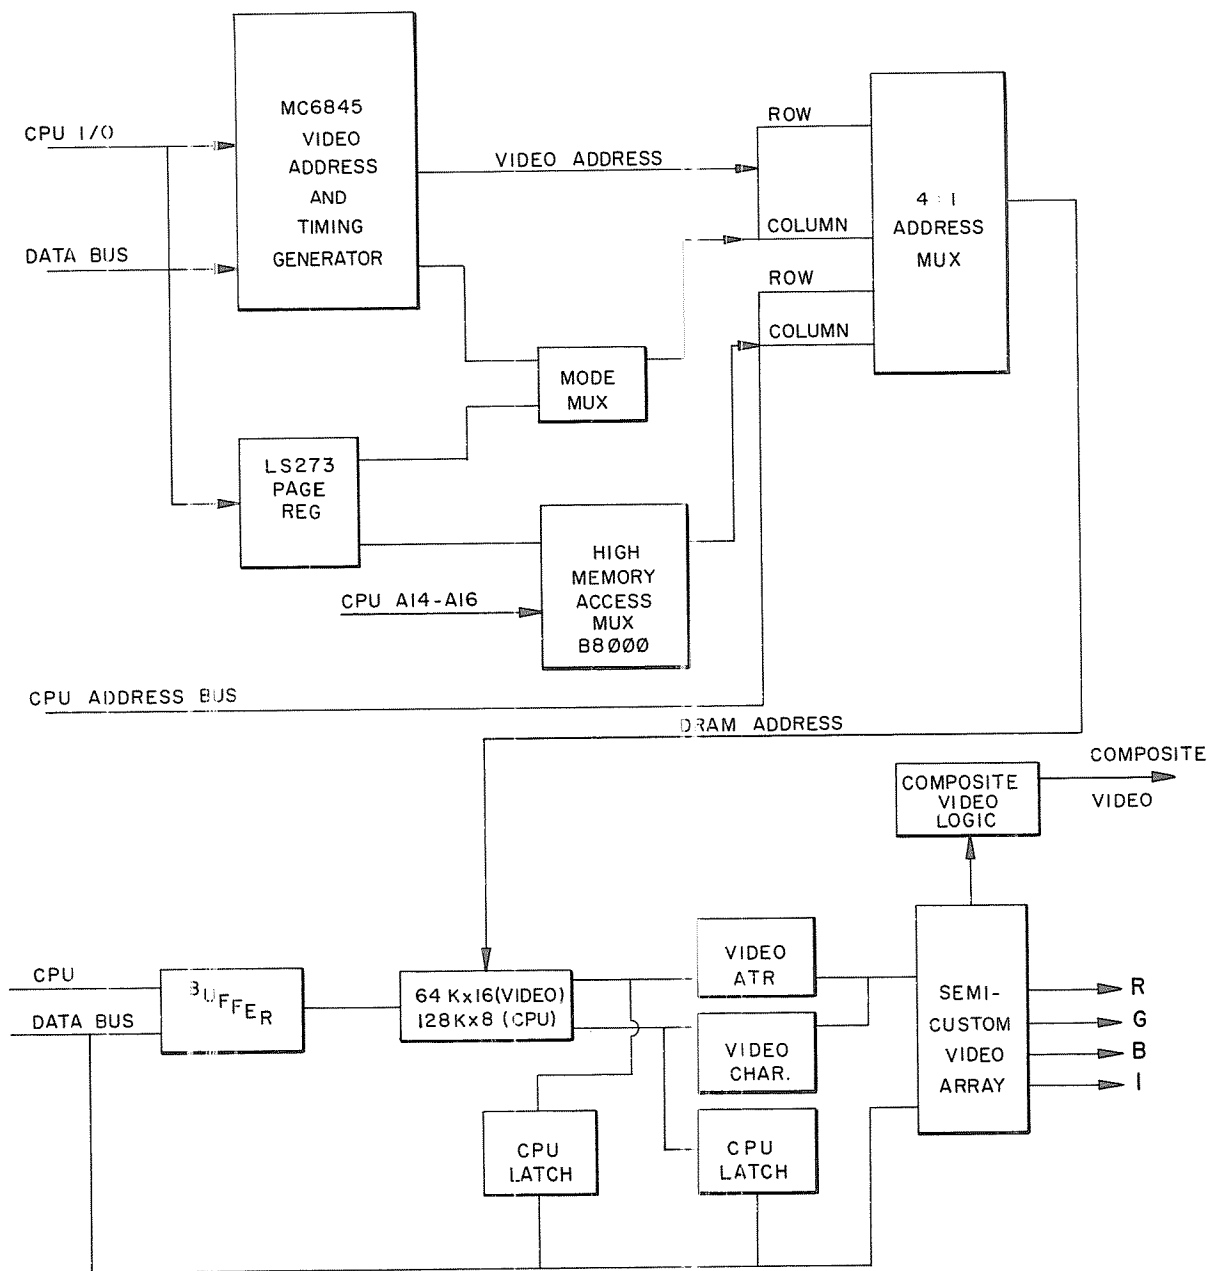 MC6845
VIDEO
ADDRESS
AND
TIMING
GENERATOR
CPU I/O
DATA BUS
VIDEO ADDRESS
ROW
COLUMN
ROW
COLUMN
4:1
ADDRESS
MUX
MODE
MUX
LS273
PAGE
REG
HIGH
MEMORY
ACCESS
MUX
B8000
CPU A14-A16
CPU ADDRESS BUS
DRAM ADDRESS
COMPOSITE
VIDEO
LOGIC
COMPOSITE
VIDEO
CPU
DATA BUS
BUFFER
64 Kx16(VIDEO)
128Kx8 (CPU)
VIDEO
ATR
VIDEO
CHAR.
CPU
LATCH
CPU
LATCH
SEMI-
CUSTOM
VIDEO
ARRAY
R
G
B
I